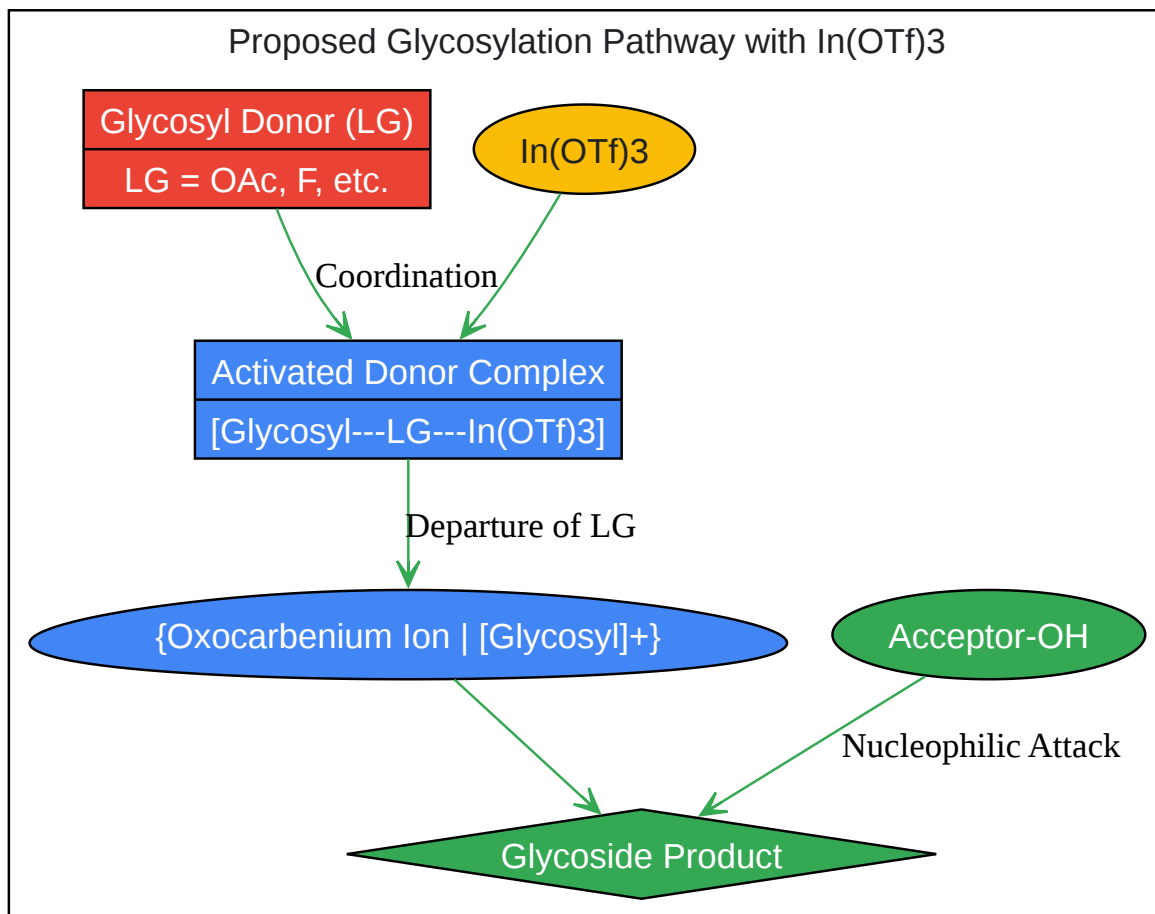 Proposed Glycosylation Pathway with In(OTf)3
Glycosyl Donor (LG)
LG = OAc, F, etc.
In(OTf)3
Coordination
Activated Donor Complex
[Glycosyl---LG---In(OTf)3]
Departure of LG
{Oxocarbenium Ion | [Glycosyl]+}
Acceptor-OH
Nucleophilic Attack
Glycoside Product